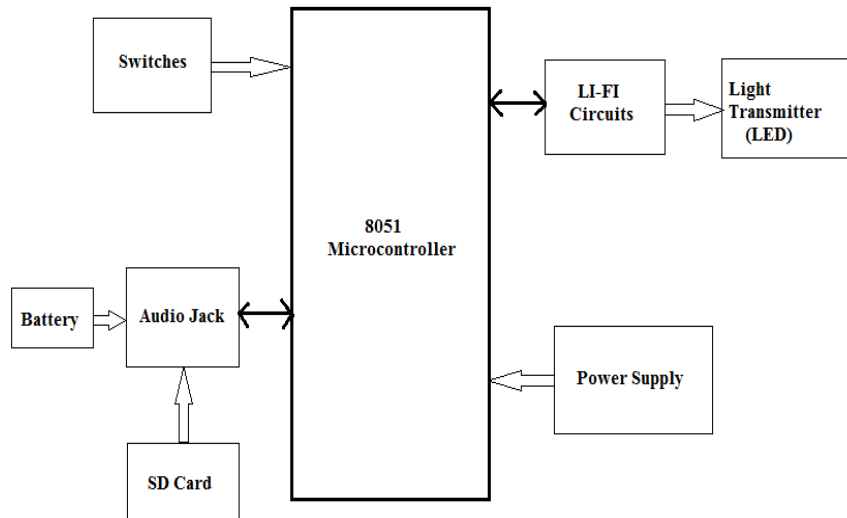 Switches
LI-FI
Circuits
Light
Transmitter
(LED)
8051
Microcontroller
Battery
Audio Jack
Power Supply
SD Card